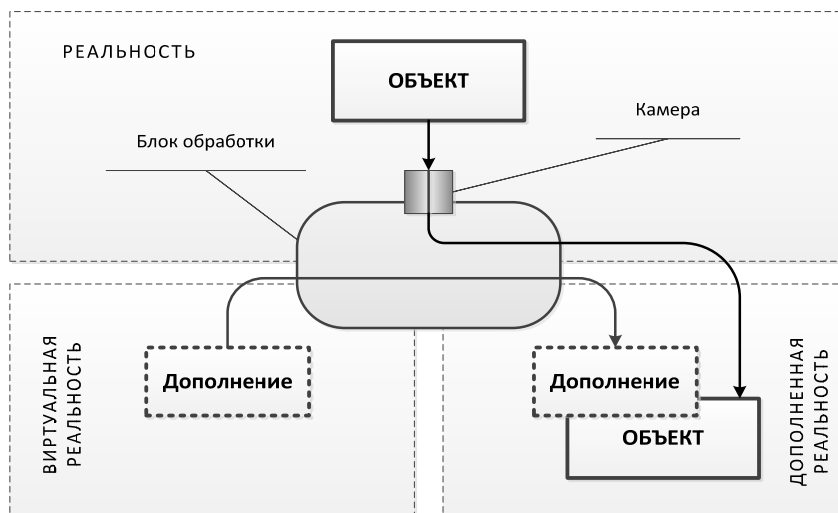 РЕАЛЬНОСТЬ
ОБЪЕКТ
Камера
Блок обработки
ВИРТУАЛЬНАЯ
РЕАЛЬНОСТЬ
Дополнение
Дополнение
ОБЪЕКТ
ДОПОЛНЕННАЯ
РЕАЛЬНОСТЬ